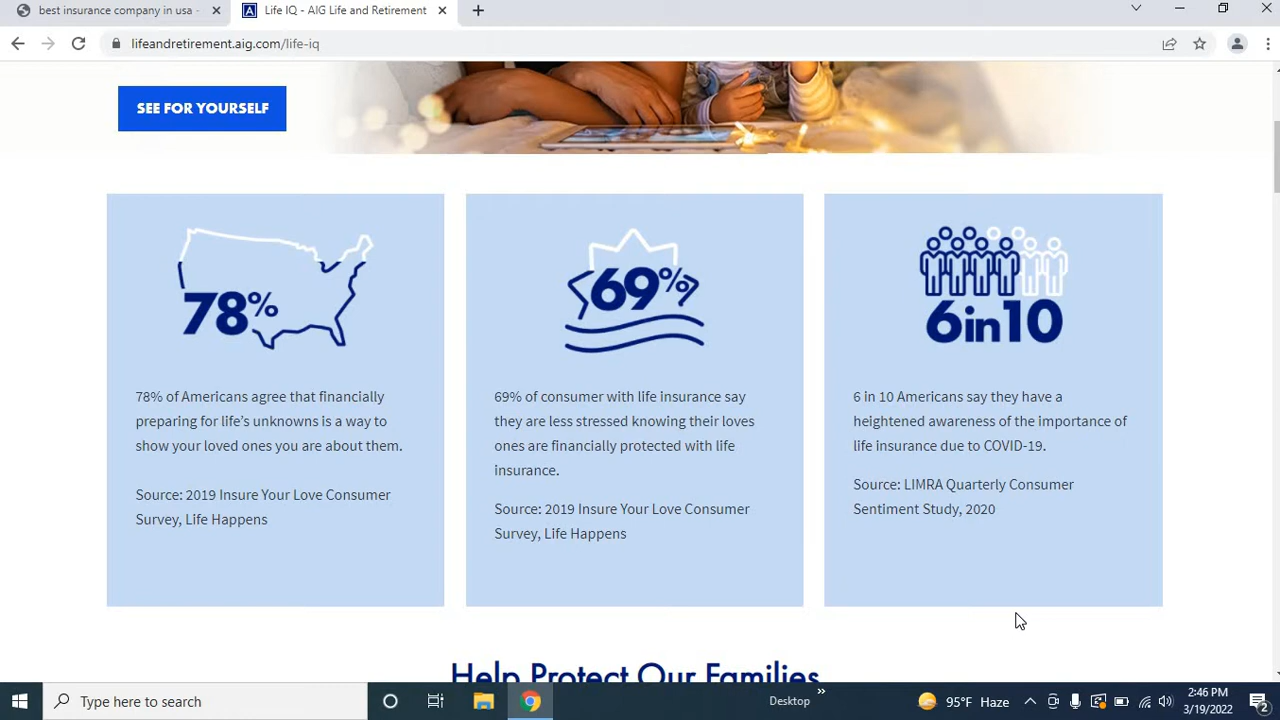 best insurance company in usa -
Life IQ - AIG Life and Retirement
lifeandretirement.aig.com/life-iq
SEE FOR YOURSELF
78%
78% of Americans agree that financially
preparing for life's unknowns is a way to
show your loved ones you are about them.
Source: 2019 Insure Your Love Consumer
Survey, Life Happens
69%
69% of consumer with life insurance say
they are less stressed knowing their loves
ones are financially protected with life
insurance.
Source: 2019 Insure Your Love Consumer
Survey, Life Happens
6in10
6 in 10 Americans say they have a
heightened awareness of the importance of
life insurance due to COVID-19.
Source: LIMRA Quarterly Consumer
Sentiment Study, 2020
Help Protect Our Families
Type here to search
Desktop
95°F Haze
2:46 PM
3/19/2022
2